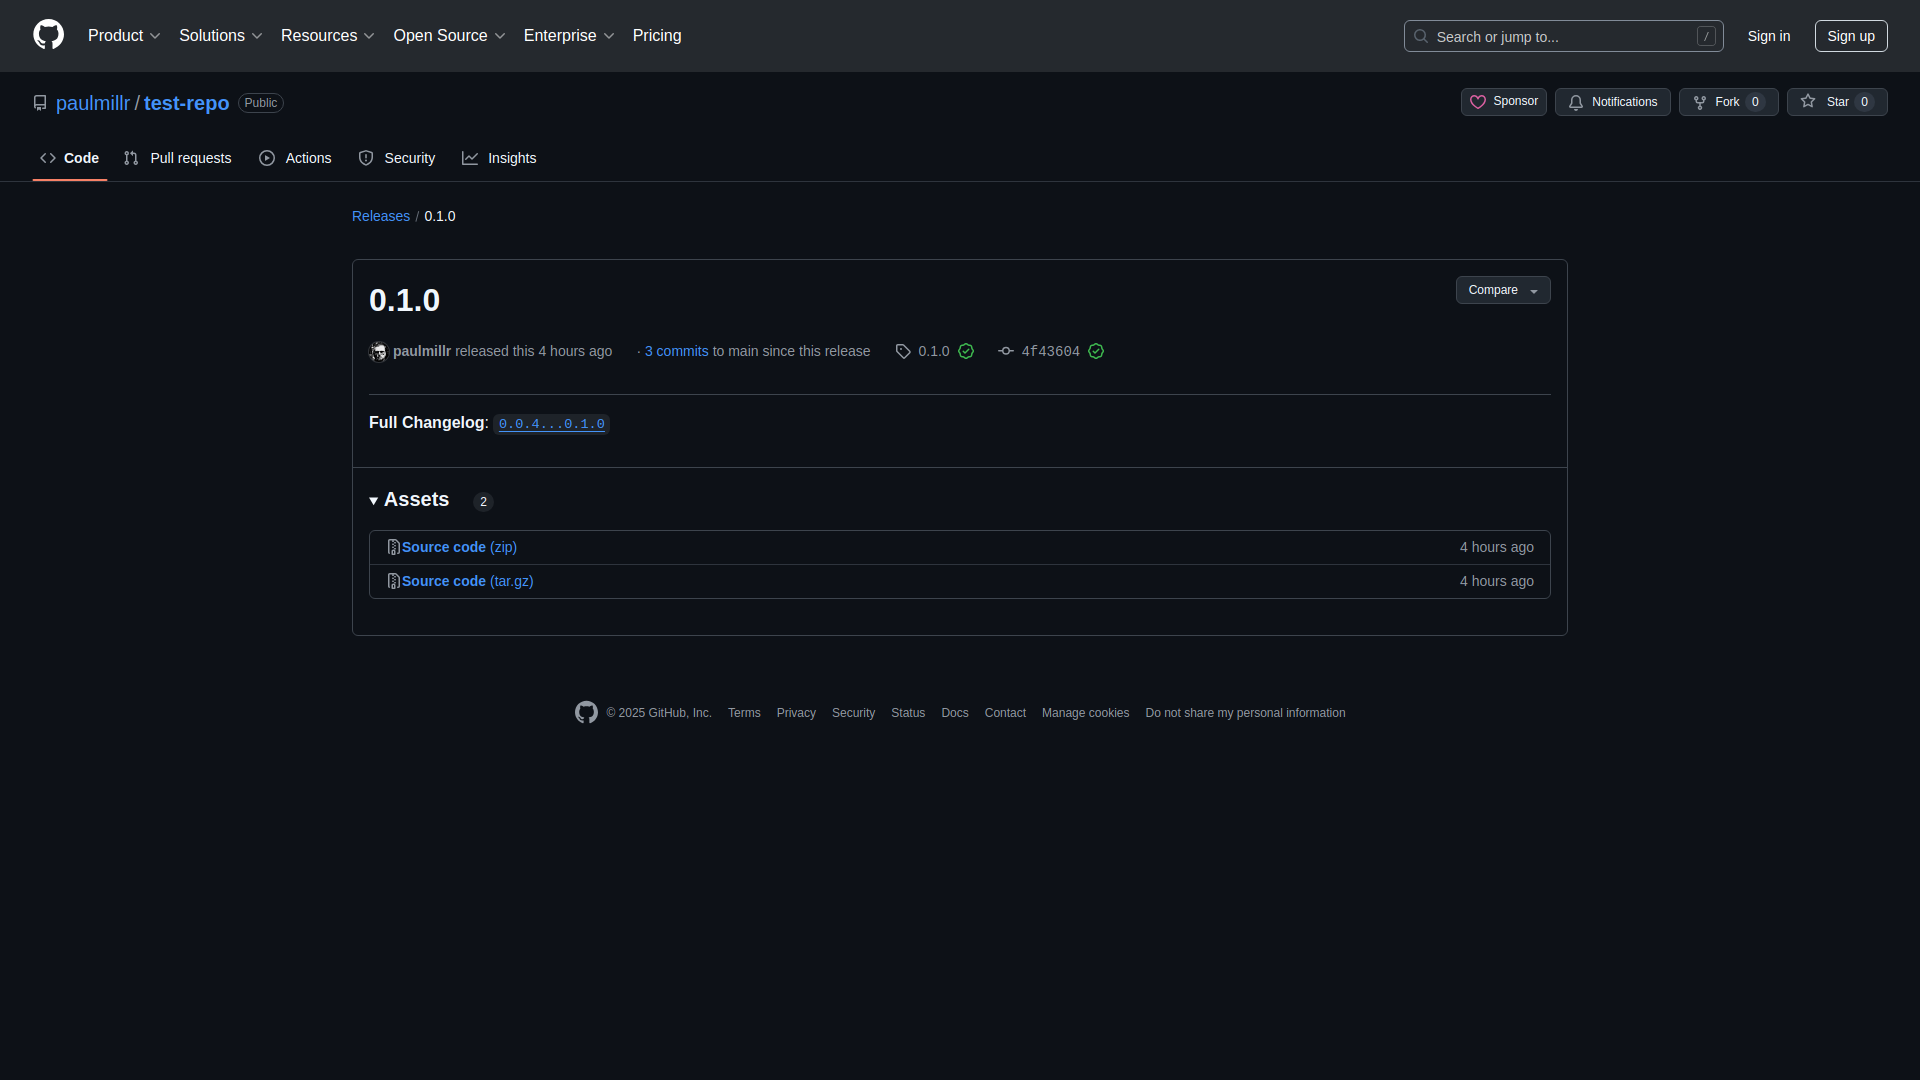 Product Solutions Resources Open Source Enterprise Pricing Search or jump to... / Sign in Sign up
paulmillr / test-repo Public Sponsor Notifications Fork 0 Star 0
Code Pull requests Actions Security Insights
Releases / 0.1.0
0.1.0 Compare
paulmillr released this 4 hours ago · 3 commits to main since this release 0.1.0 4f43604
Full Changelog: 0.0.4...0.1.0
Assets 2
Source code (zip) 4 hours ago
Source code (tar.gz) 4 hours ago
© 2025 GitHub, Inc. Terms Privacy Security Status Docs Contact Manage cookies Do not share my personal information